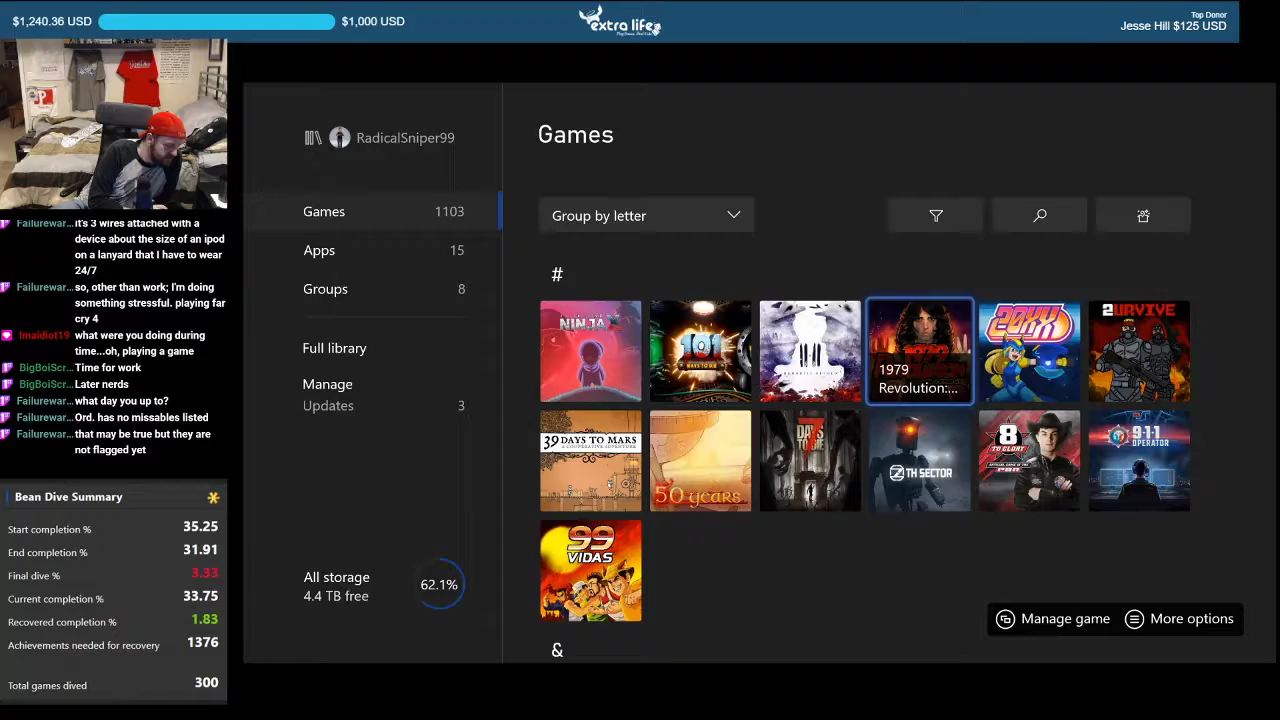 $1,240.36 USD
$1,000 USD
extra life
Top Donor
Jesse Hill $125 USD
Failurewar... it's 3 wires attached with a
device about the size of an ipod
on a lanyard that I have to wear
24/7
Failurewar... so, other than work; I'm doing
something stressful. playing far
cry 4
Imaidiot19 what were you doing during
time...oh, playing a game
BigBoiScr... Time for work
BigBoiScr... Later nerds
Failurewar... what day you up to?
Failurewar... Ord. has no missables listed
Failurewar... that may be true but they are
not flagged yet
Bean Dive Summary
Start completion % 35.25
End completion % 31.91
Final dive % 3.33
Current completion % 33.75
Recovered completion % 1.83
Achievements needed for recovery 1376
Total games dived 300
RadicalSniper99
Games 1103
Apps 15
Groups 8
Full library
Manage
Updates 3
All storage
4.4 TB free
62.1%
Games
Group by letter
#
NINJA
101
WAYS TO DIE
1979
Revolution:...
20XX
2URVIVE
39 DAYS TO MARS
A COOPERATIVE ADVENTURE
50 years
7
DAYS
TO DIE
7TH SECTOR
8
TO GLORY
911
OPERATOR
99
VIDAS
&
Manage game
More options